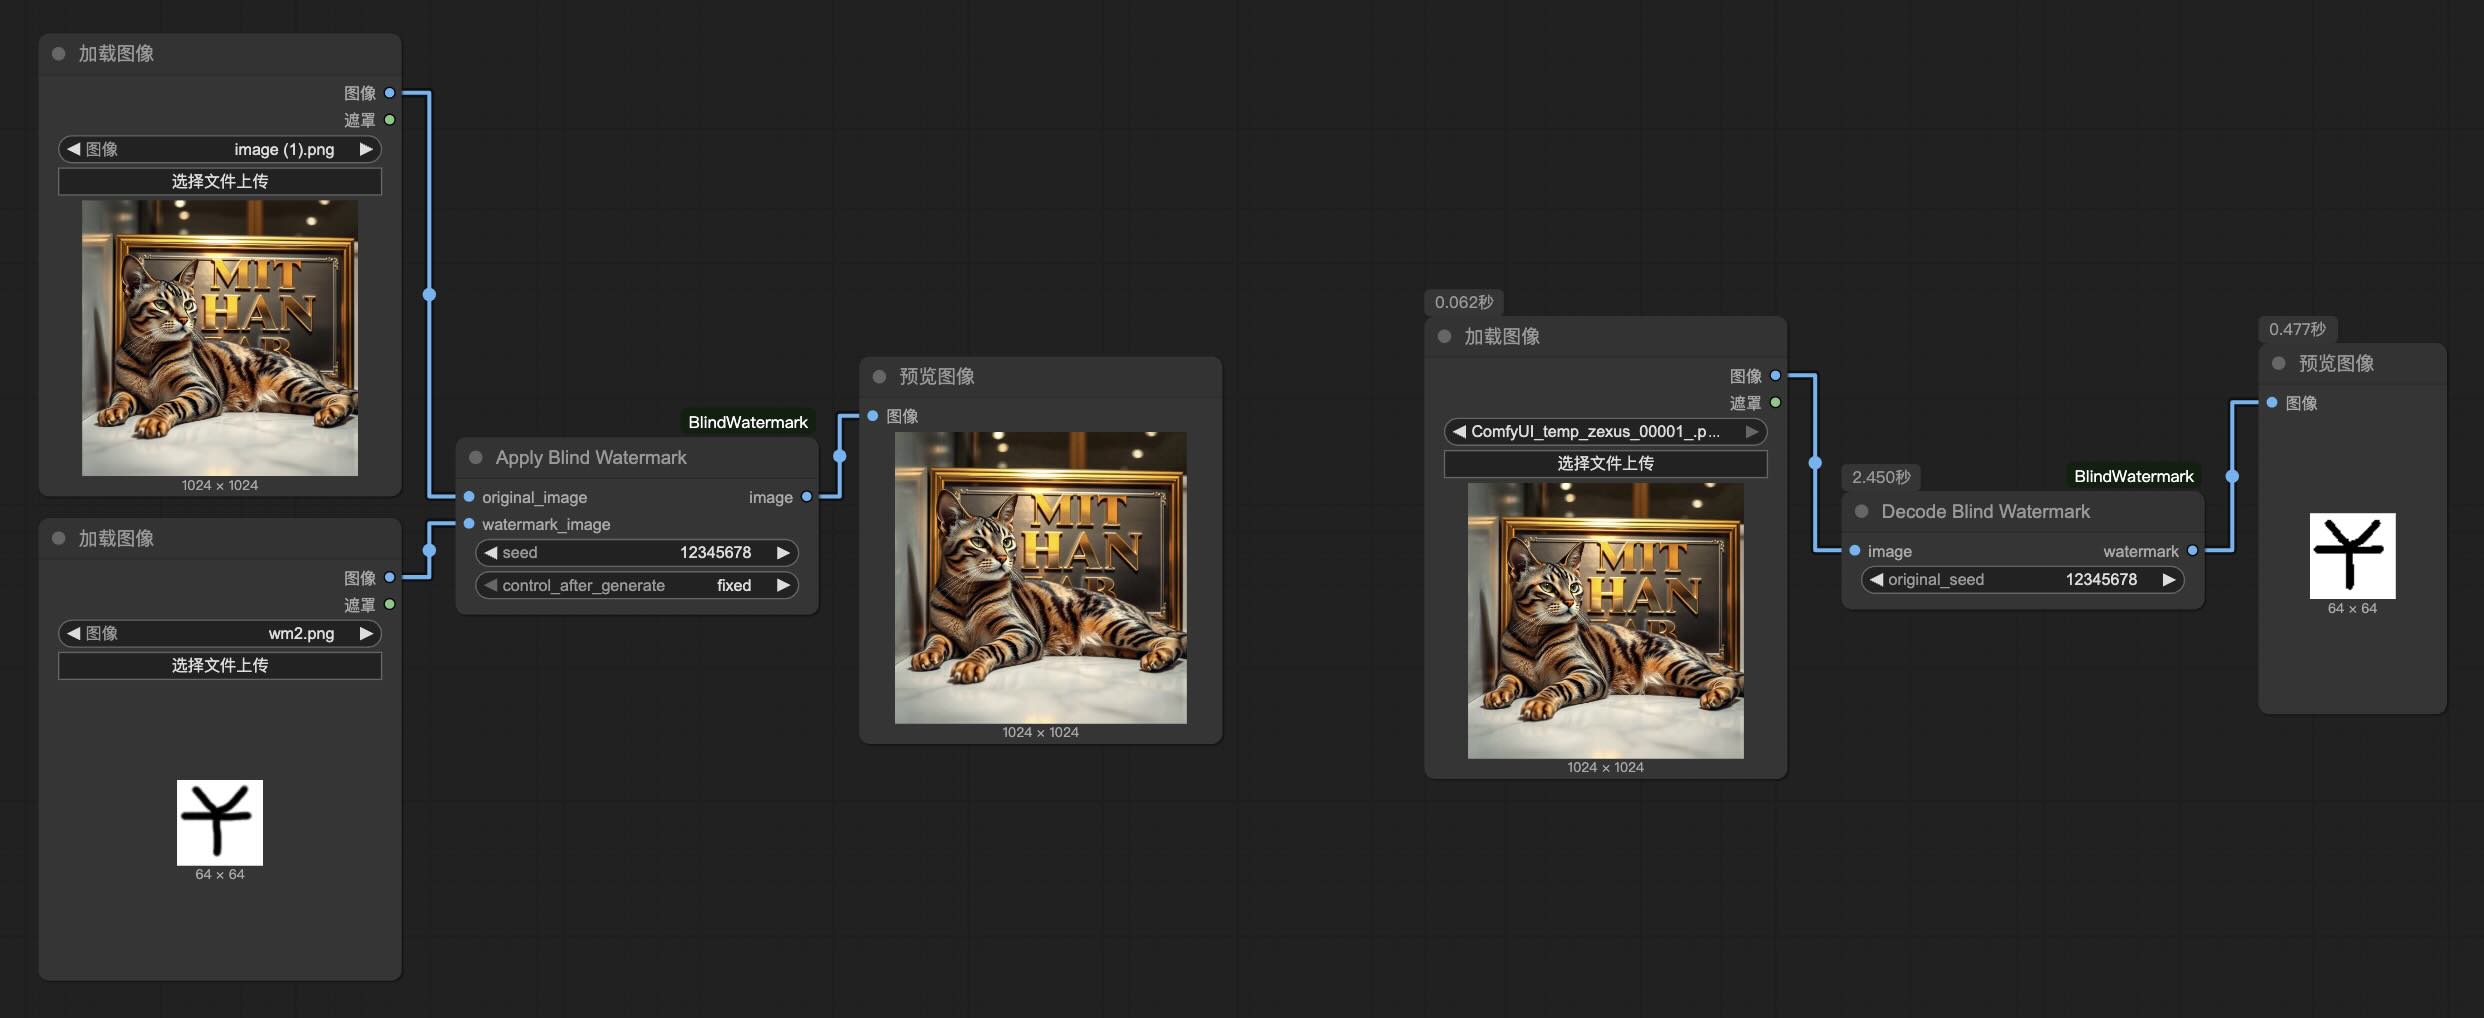 加载图像
图像
遮罩
图像 image (1).png
选择文件上传
MIT
HAN
LAB
1024 × 1024
加载图像
图像
遮罩
图像 wm2.png
选择文件上传
64 × 64
BlindWatermark
Apply Blind Watermark
original_image image
watermark_image
seed 12345678
control_after_generate fixed
预览图像
图像
MIT
HAN
LAB
1024 × 1024
0.062秒
加载图像
图像
遮罩
ComfyUI_temp_zexus_00001_.p...
选择文件上传
MIT
HAN
LAB
1024 × 1024
2.450秒
BlindWatermark
Decode Blind Watermark
image watermark
original_seed 12345678
0.477秒
预览图像
图像
64 × 64